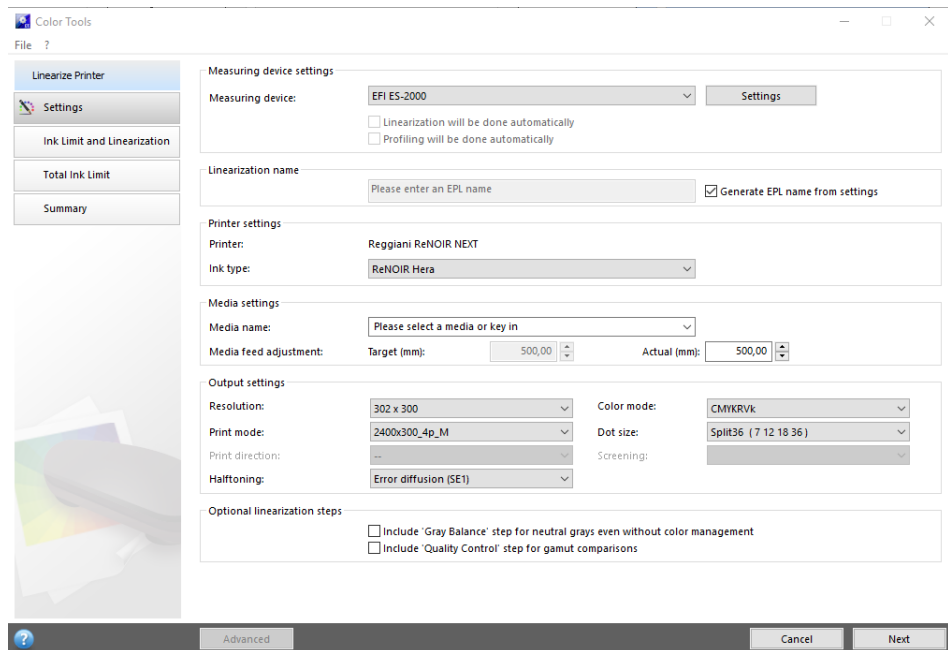 Color Tools
File ?
Linearize Printer
Settings
Ink Limit and Linearization
Total Ink Limit
Summary
Measuring device settings
Measuring device: EFI ES-2000 Settings
Linearization will be done automatically
Profiling will be done automatically
Linearization name
Please enter an EPL name Generate EPL name from settings
Printer settings
Printer: Reggiani ReNOIR NEXT
Ink type: ReNOIR Hera
Media settings
Media name: Please select a media or key in
Media feed adjustment: Target (mm): 500,00 Actual (mm): 500,00
Output settings
Resolution: 302 x 300 Color mode: CMYKRVk
Print mode: 2400x300_4p_M Dot size: Split36 ( 7 12 18 36 )
Print direction: -- Screening:
Halftoning: Error diffusion (SE1)
Optional linearization steps
Include 'Gray Balance' step for neutral grays even without color management
Include 'Quality Control' step for gamut comparisons
? Advanced Cancel Next